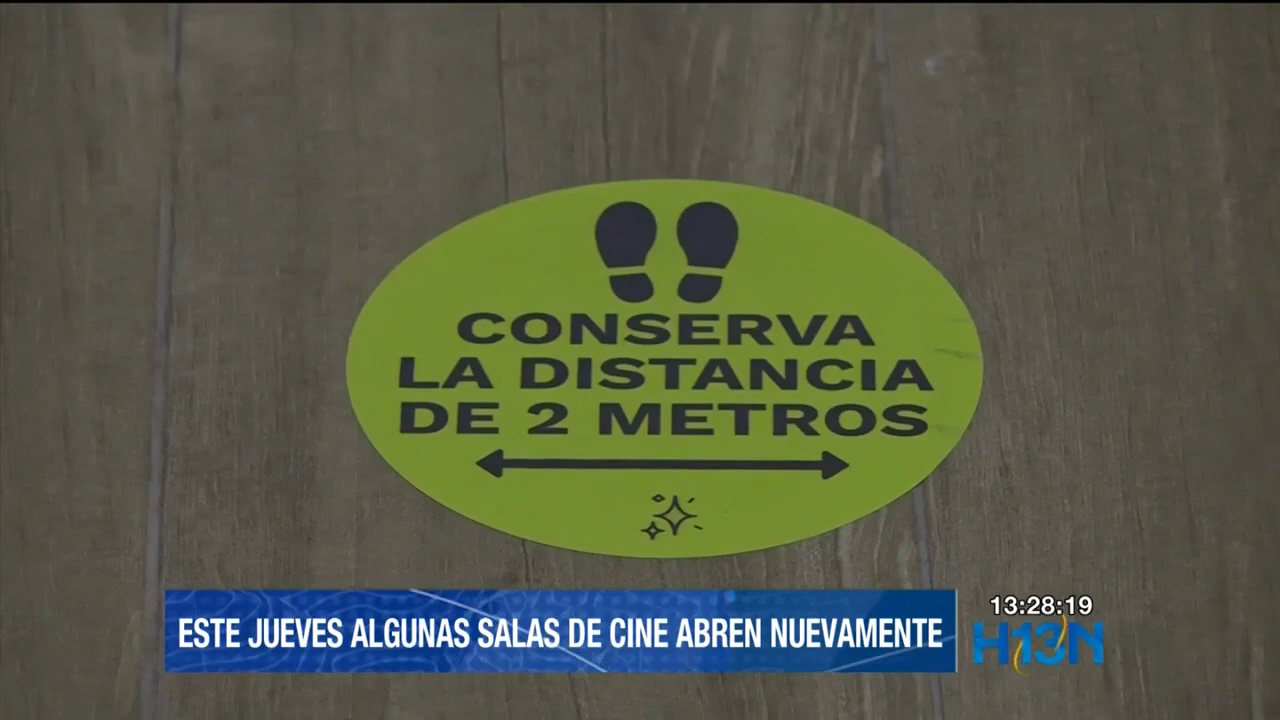 CONSERVA
LA DISTANCIA
DE 2 METROS
ESTE JUEVES ALGUNAS SALAS DE CINE ABREN NUEVAMENTE
13:28:19
H13N